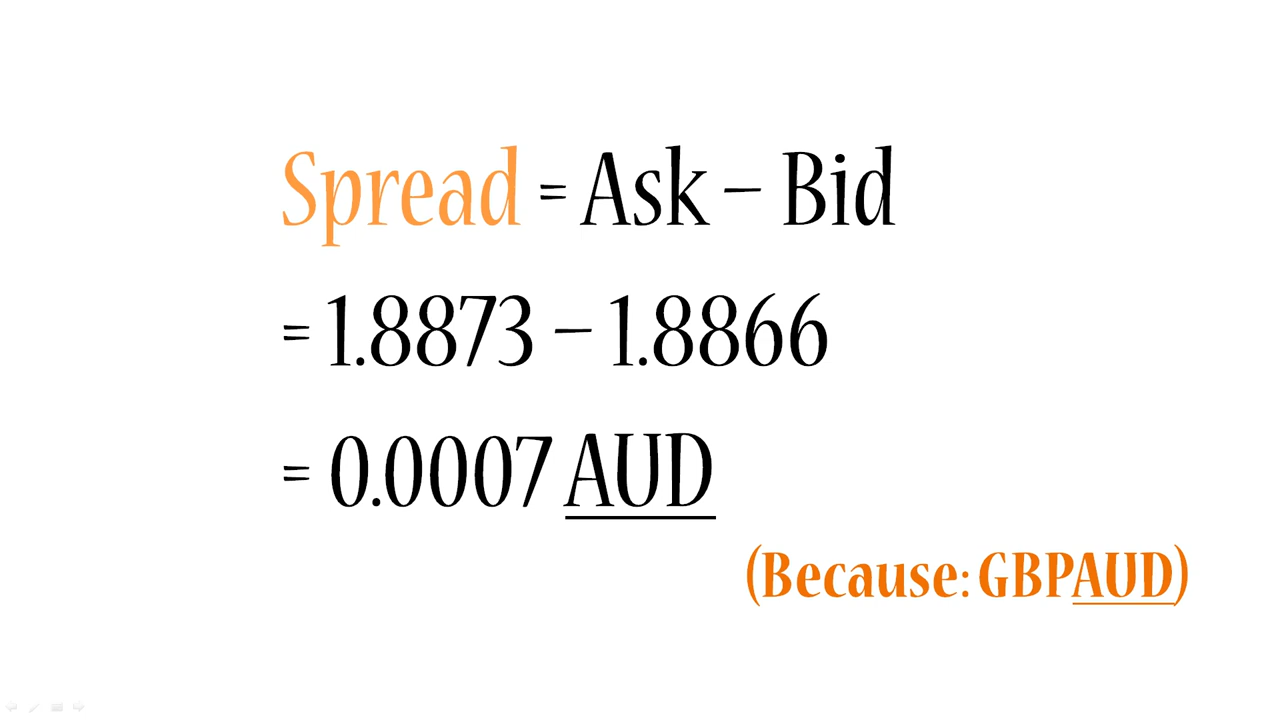 Spread = Ask – Bid
= 1.8873 – 1.8866
= 0.0007 AUD
(Because: GBPAUD)